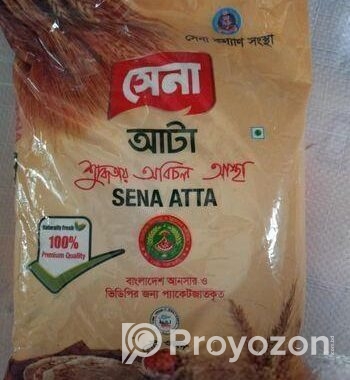 সেনা কল্যাণ সংস্থা
সেনা
আটা
শুদ্ধতায় অবিচল আস্থা
SENA ATTA
Naturally Fresh
100%
Premium Quality
বাংলাদেশ আনসার ও
ভিডিপির জন্য প্যাকেটজাতকৃত
Proyozon